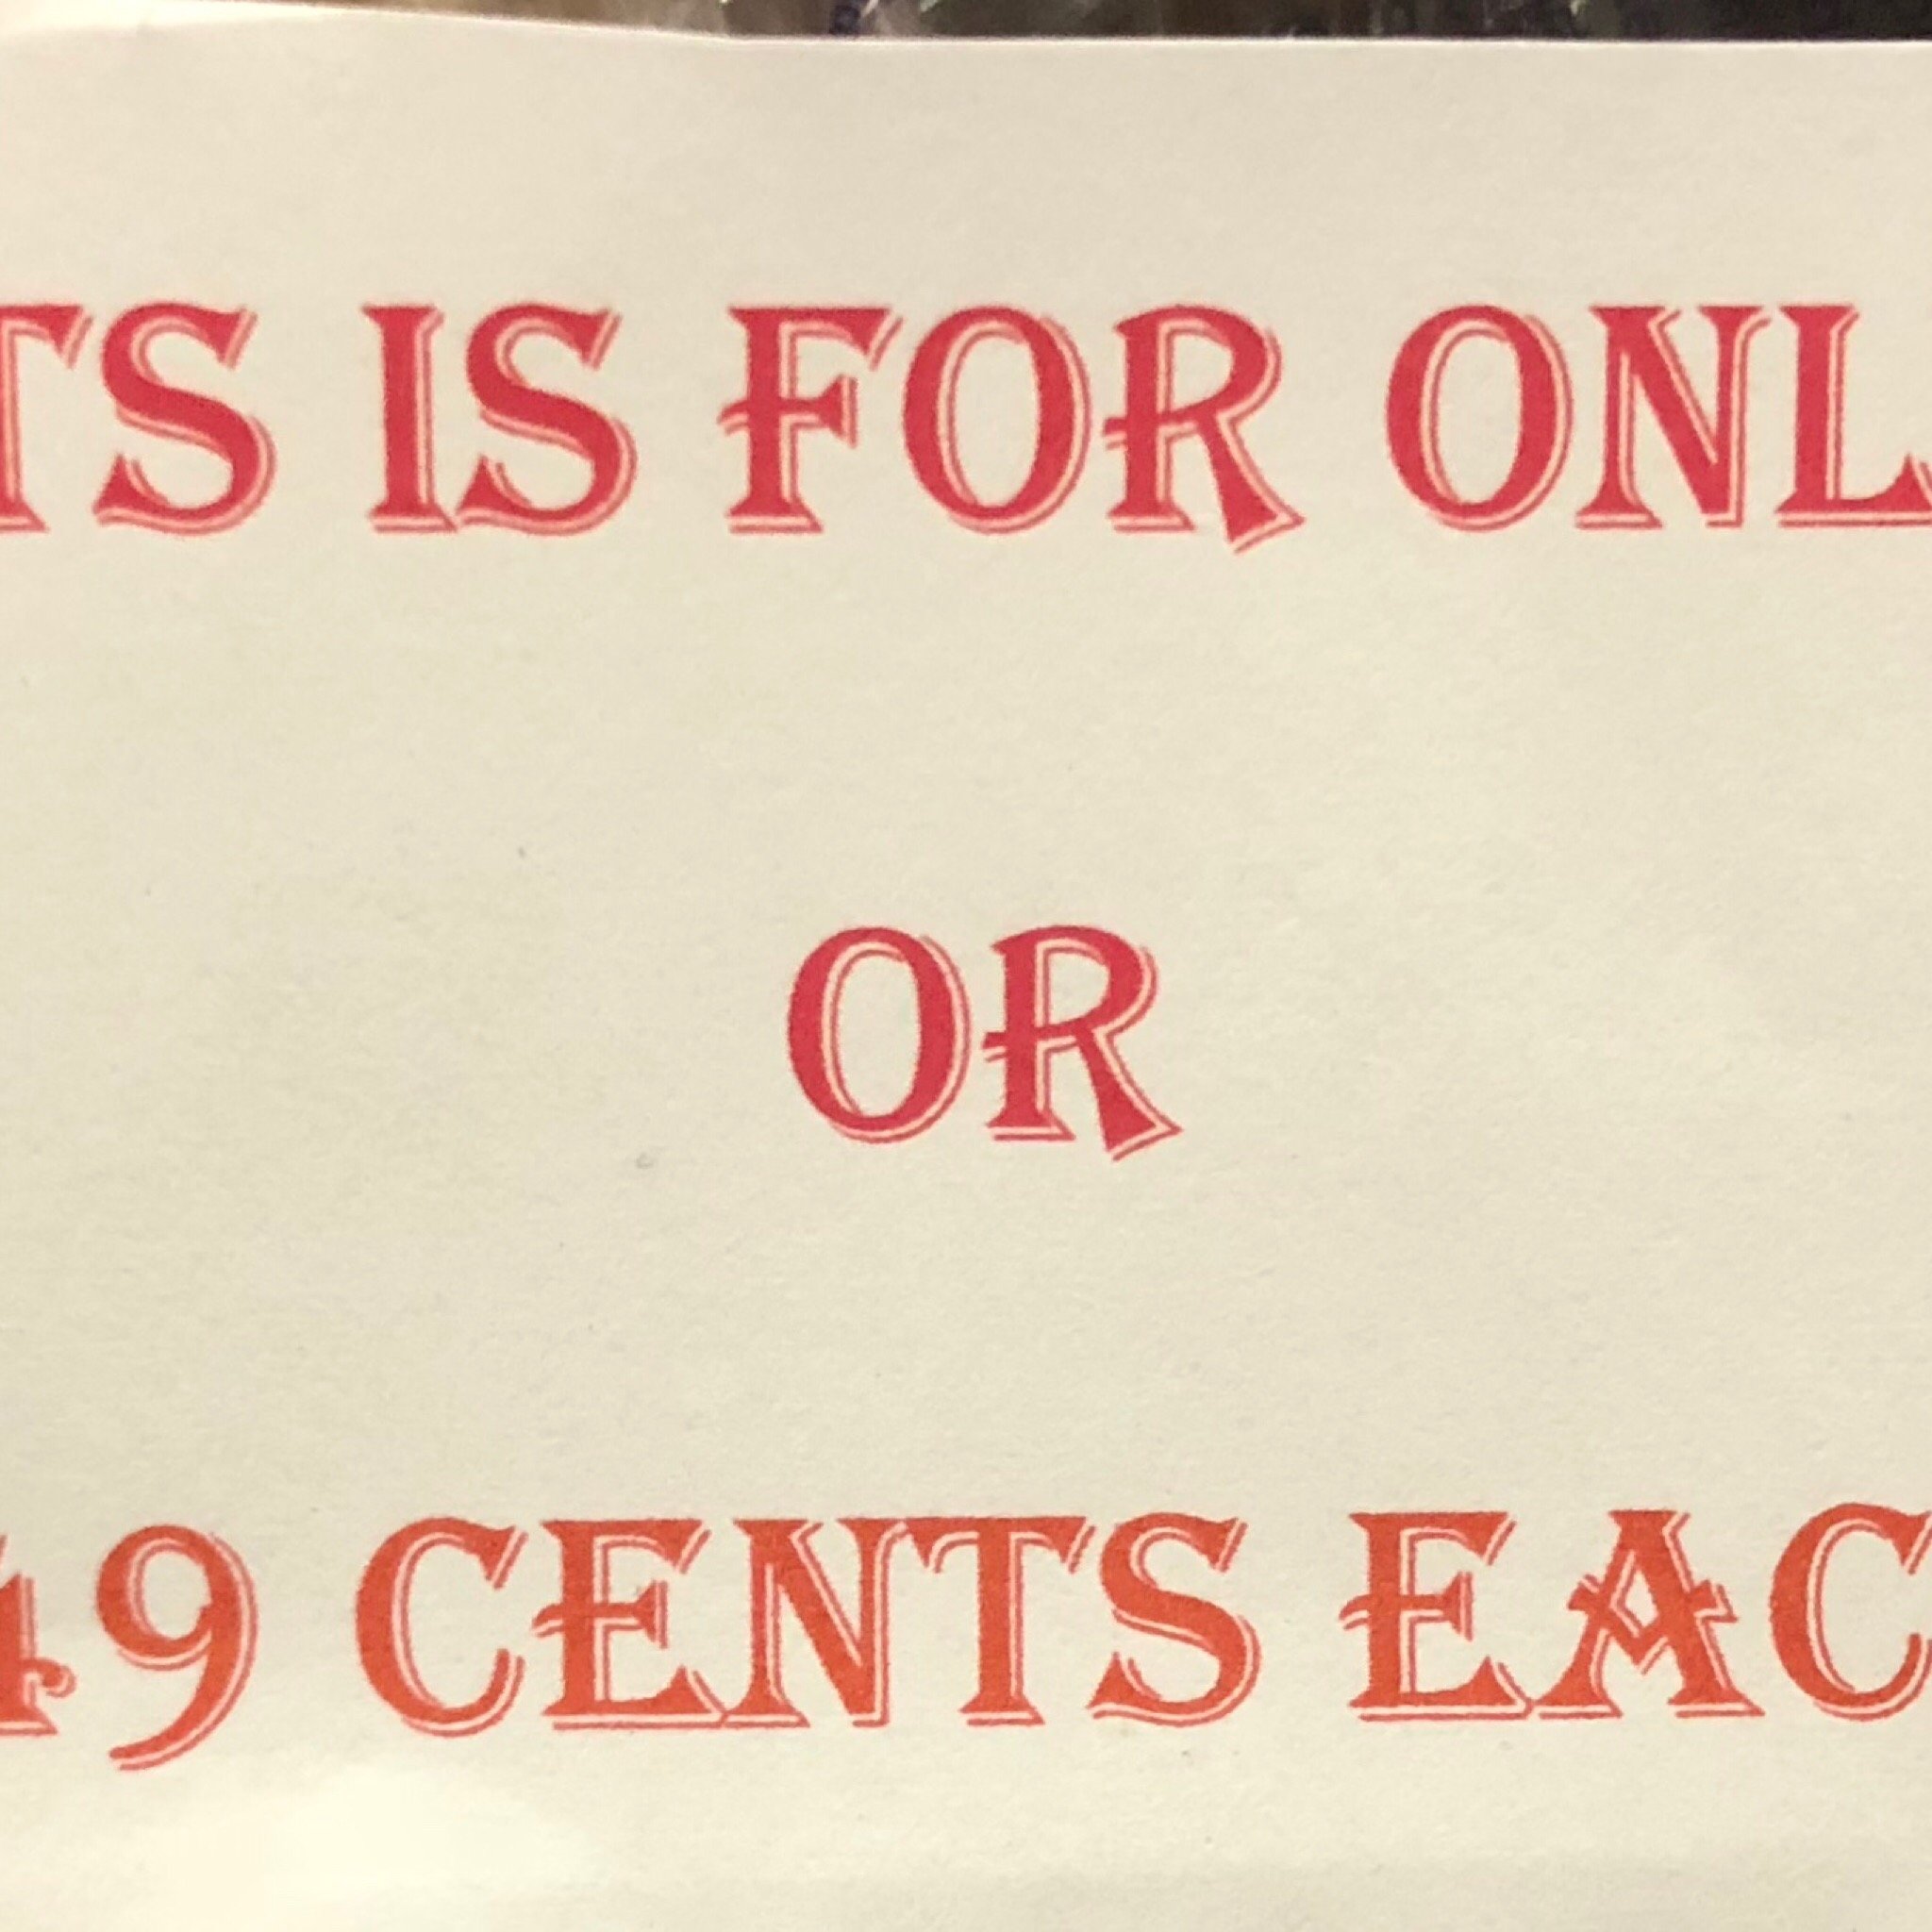 TS IS FOR ONL
OR
49 CENTS EAC